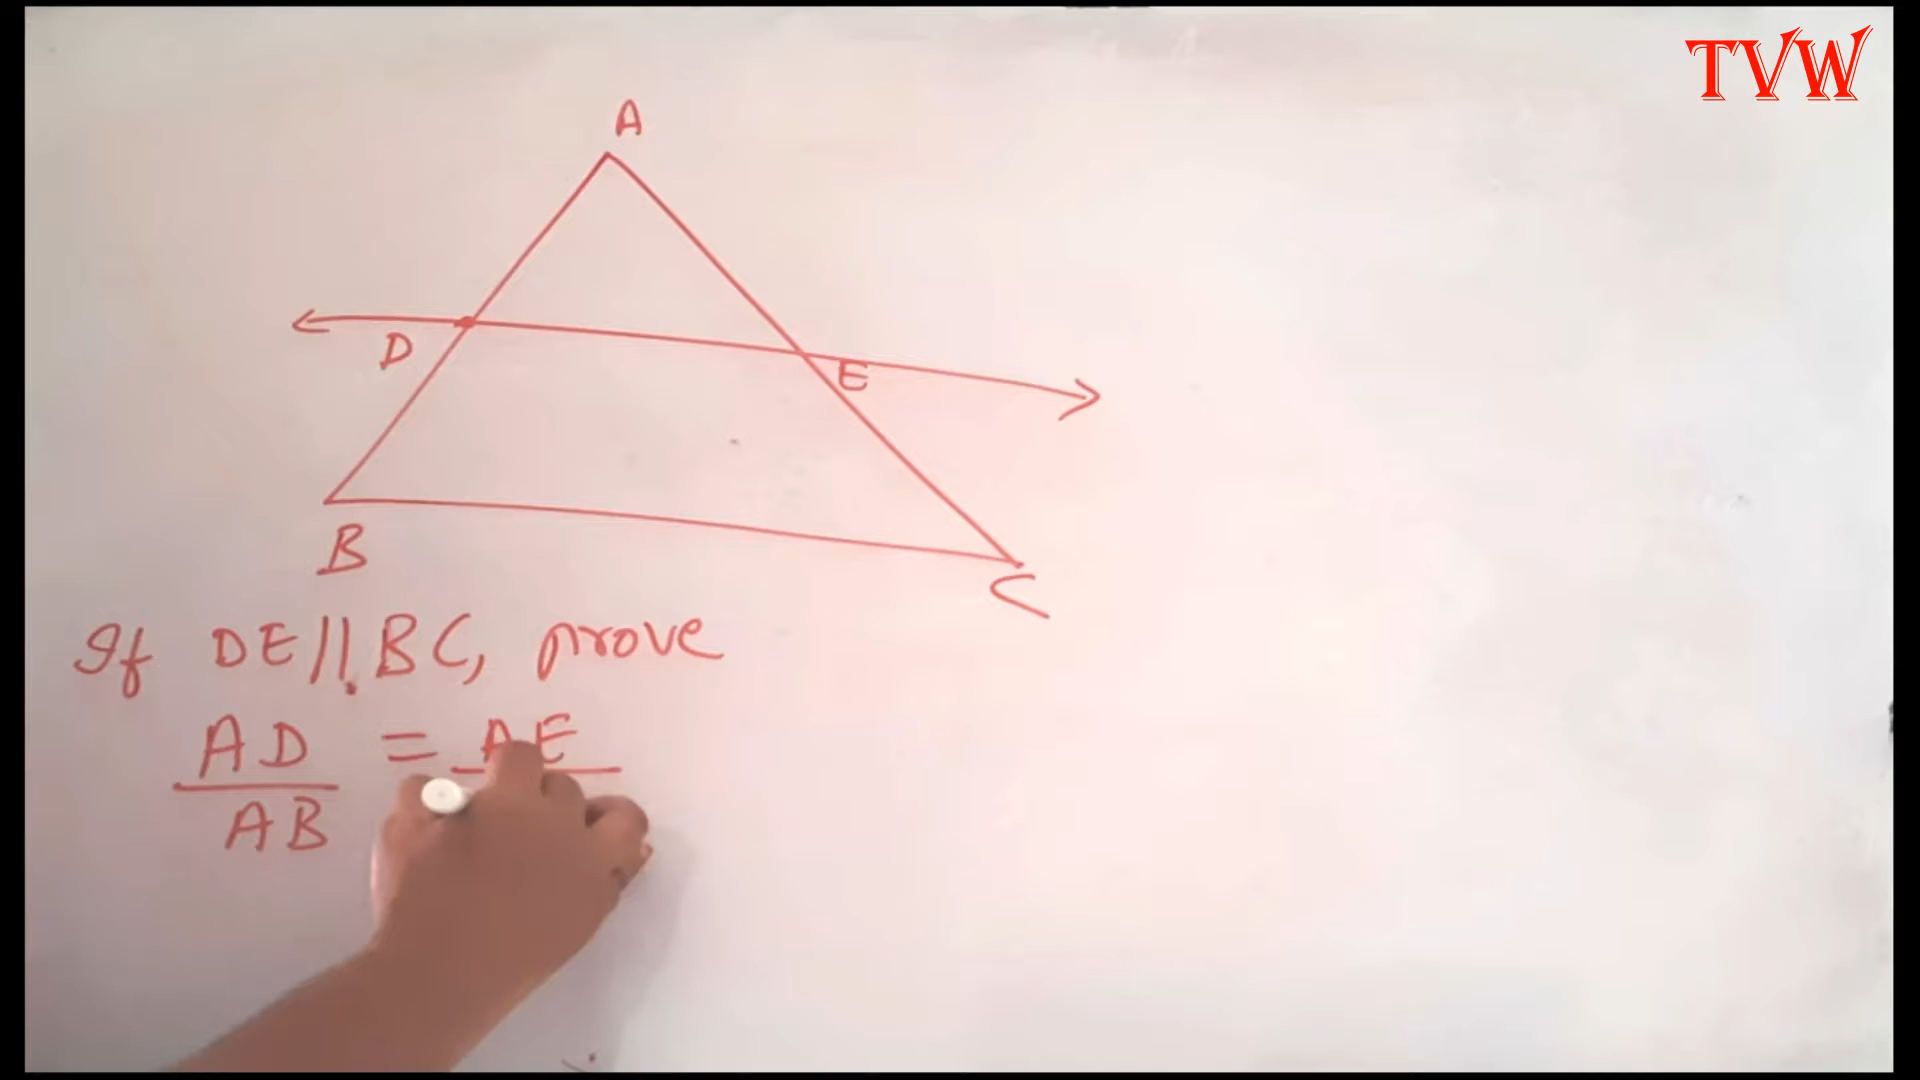 TVW
A
D
E
B
C
If DE||BC, prove
AD = AE
AB